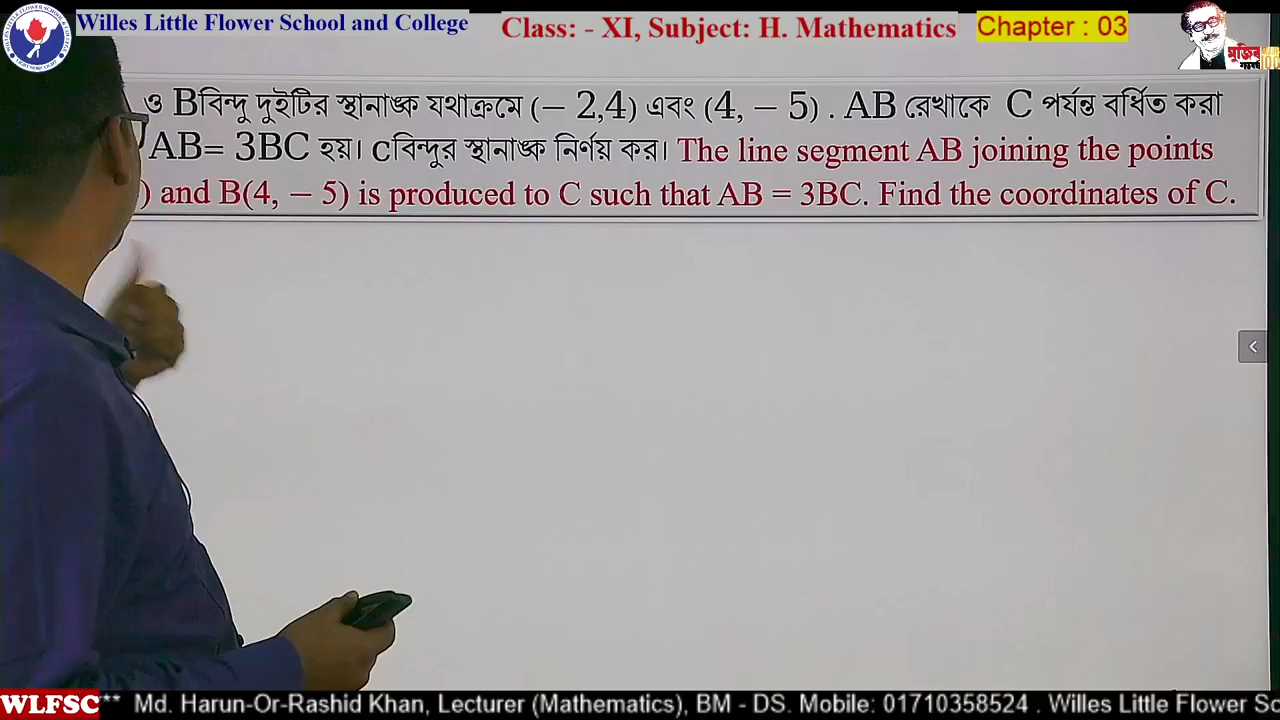 Willes Little Flower School and College
Class: - XI, Subject: H. Mathematics
Chapter : 03
ও Bবিন্দু দুইটির স্থানাঙ্ক যথাক্রমে (− 2,4) এবং (4, − 5) . AB রেখাকে C পর্যন্ত বর্ধিত করা
AB= 3BC হয়। Cবিন্দুর স্থানাঙ্ক নির্ণয় কর। The line segment AB joining the points
) and B(4, − 5) is produced to C such that AB = 3BC. Find the coordinates of C.
WLFSC
*** Md. Harun-Or-Rashid Khan, Lecturer (Mathematics), BM - DS. Mobile: 01710358524 . Willes Little Flower Sc